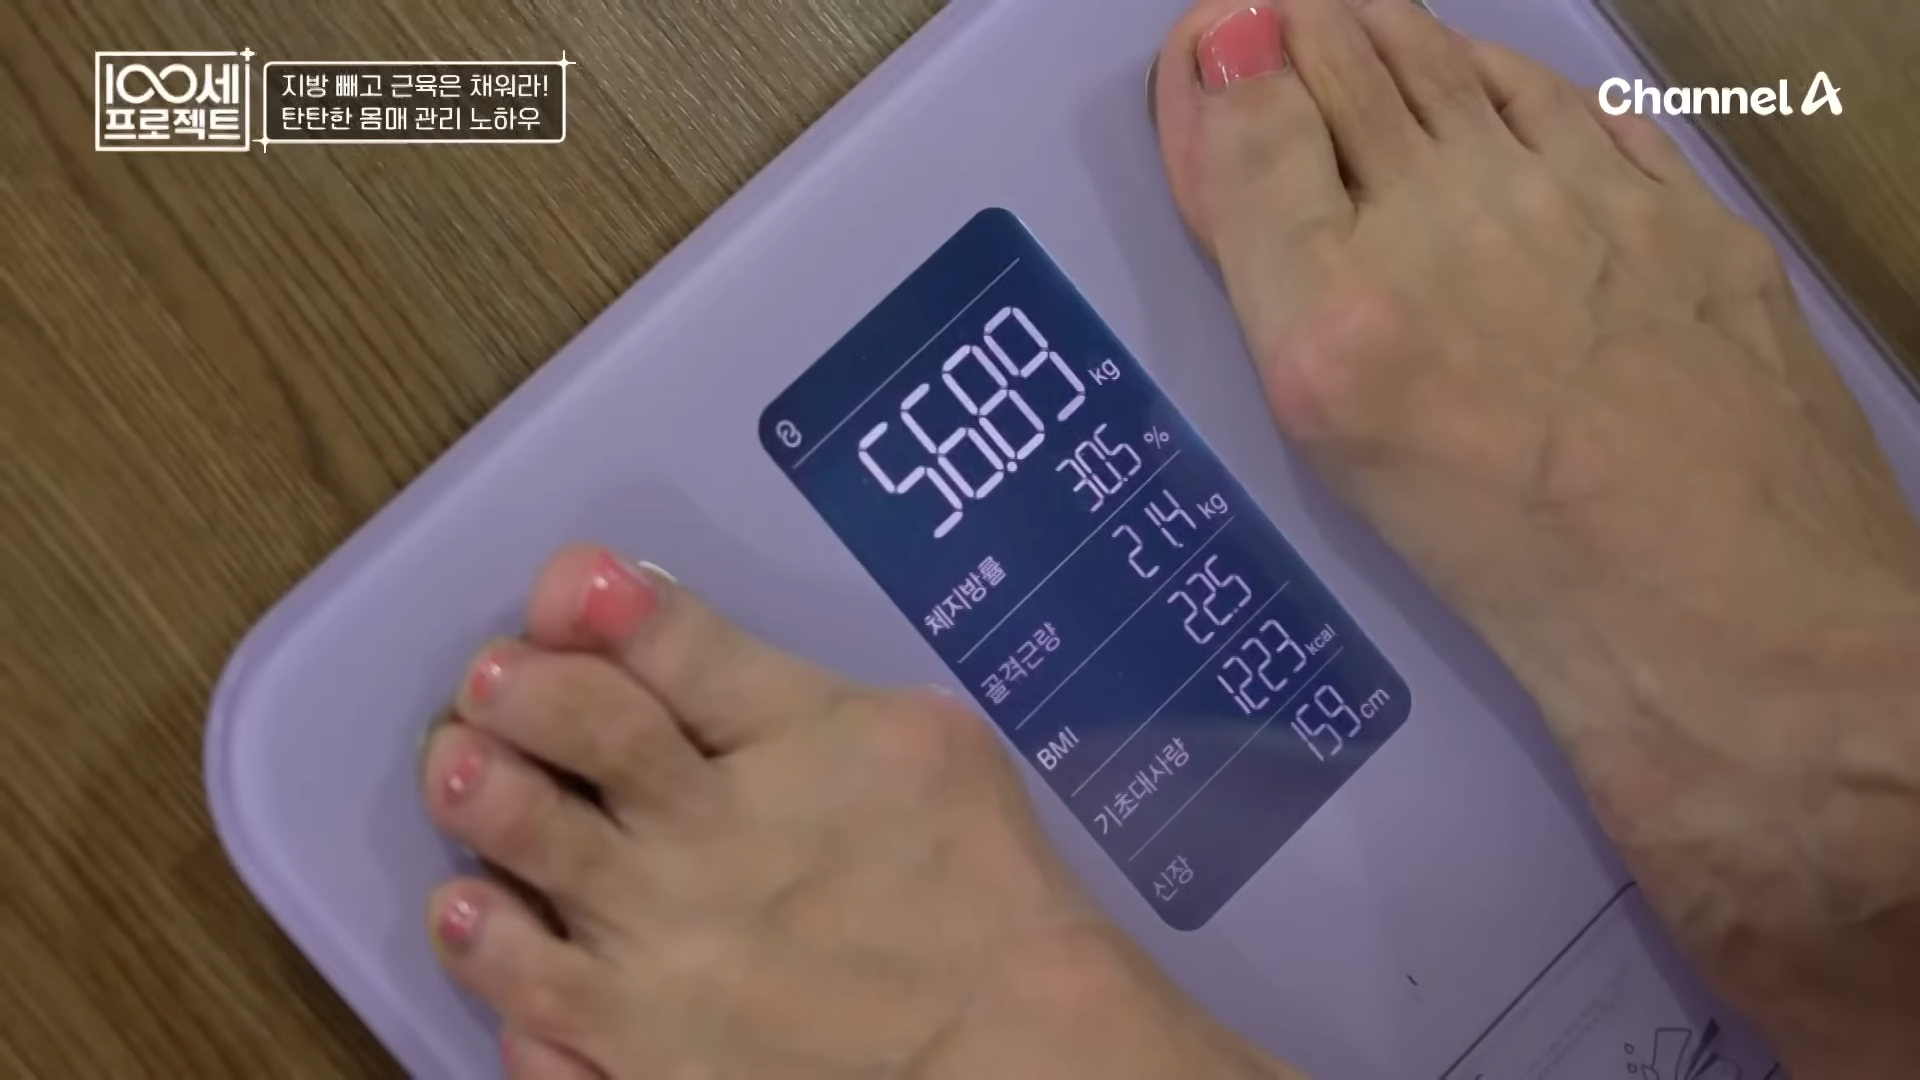 100세
프로젝트
지방 빼고 근육은 채워라!
탄탄한 몸매 관리 노하우
Channel A
56.89 kg
체지방률 30.5 %
골격근량 21.4 kg
BMI 22.5
기초대사량 1223 kcal
신장 159 cm